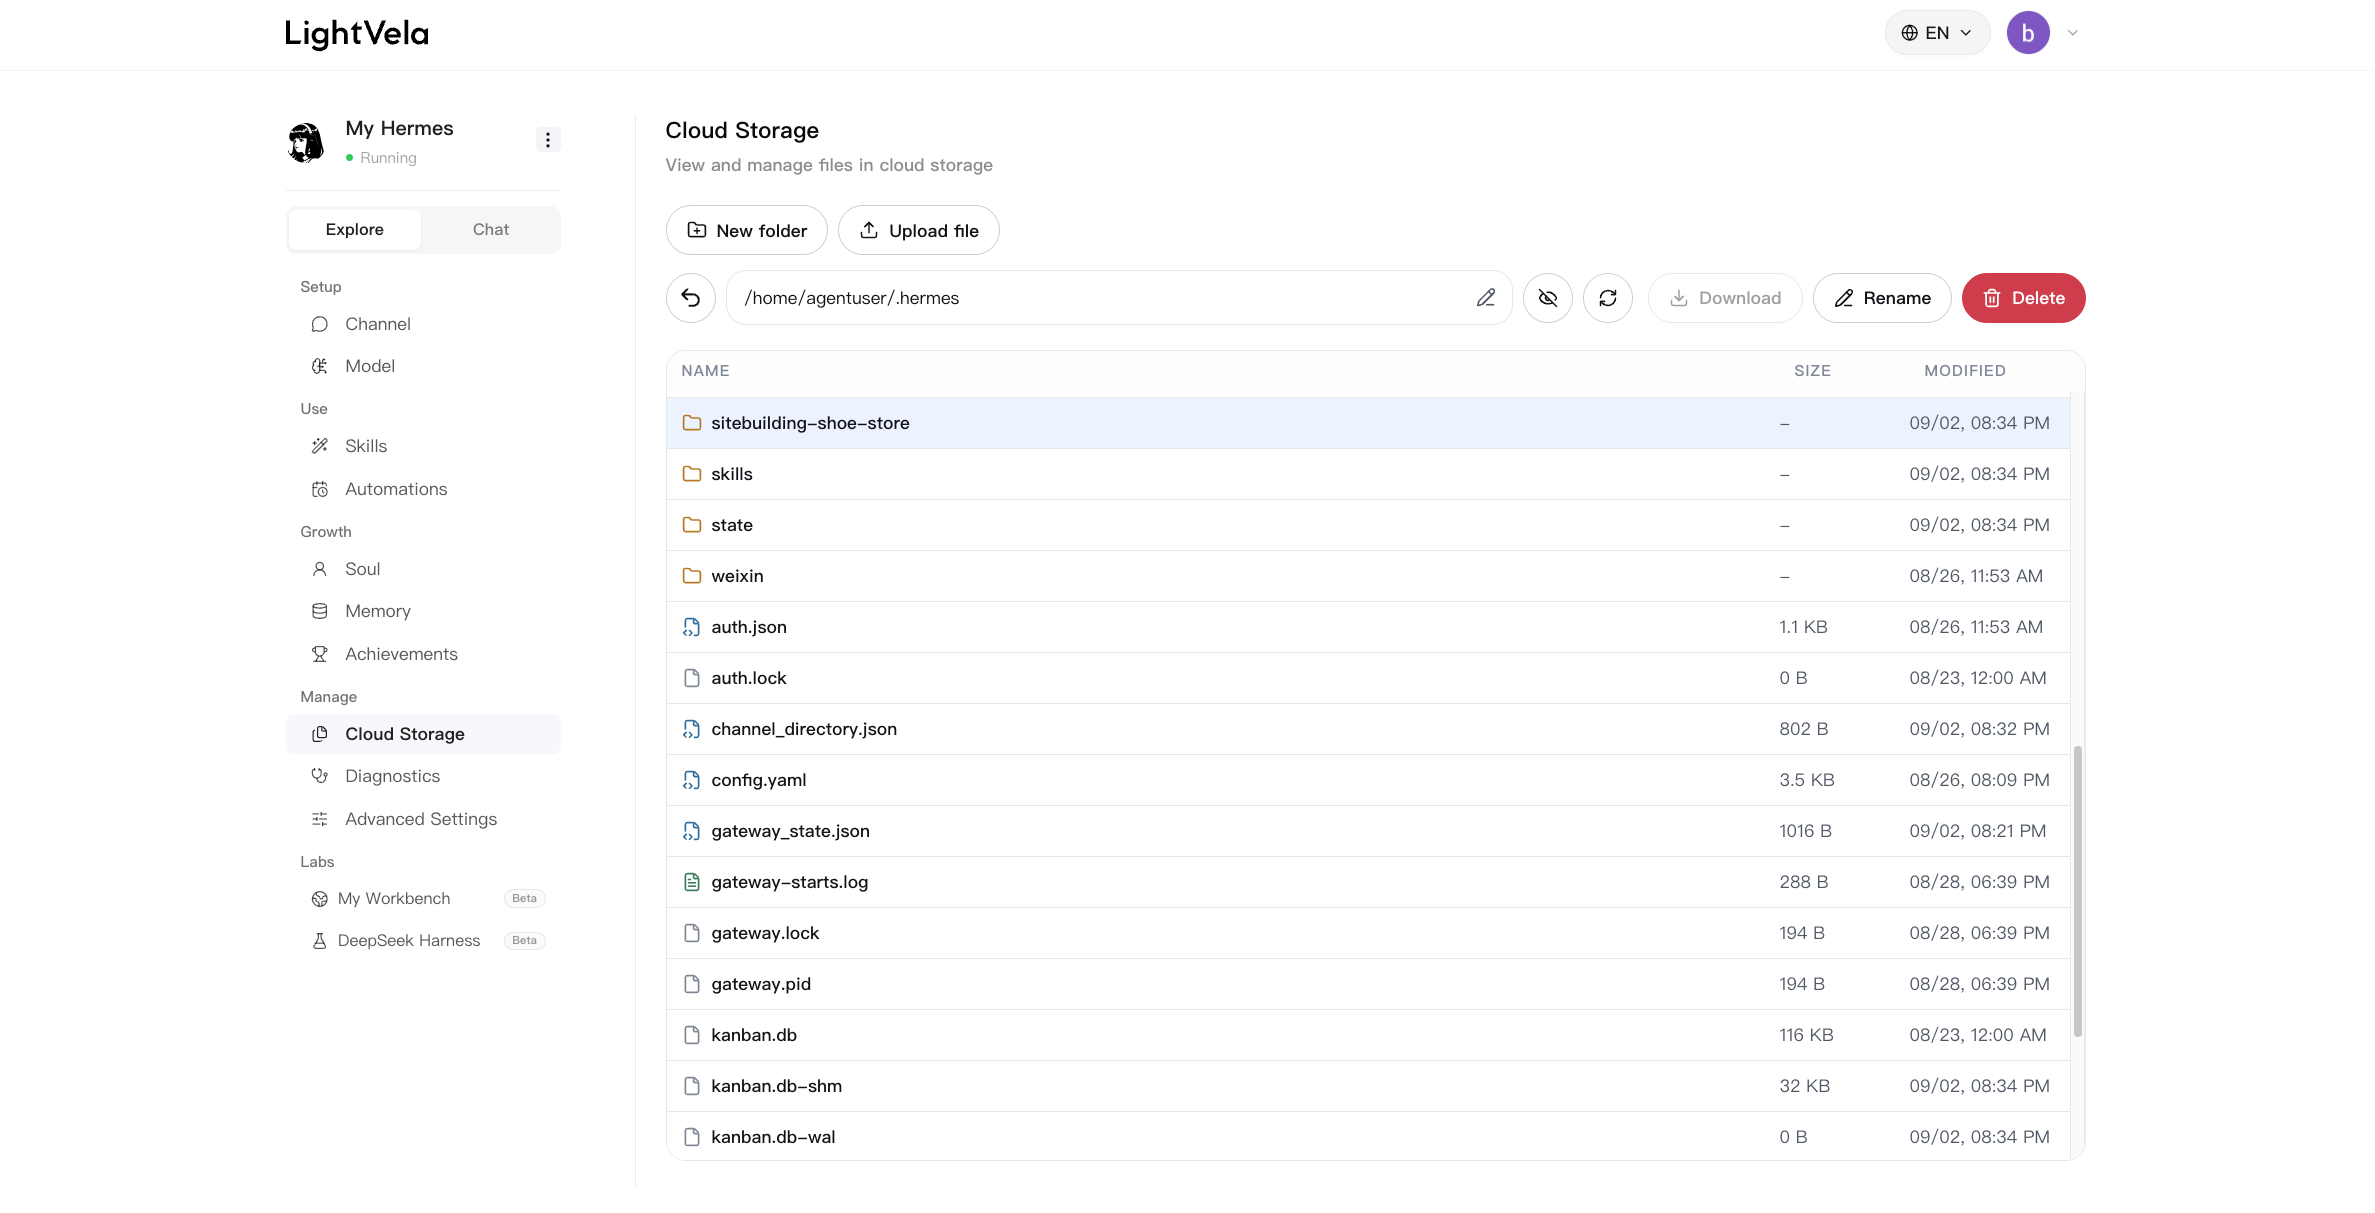 LightVela
EN
b
My Hermes
Running
Explore
Chat
Setup
Channel
Model
Use
Skills
Automations
Growth
Soul
Memory
Achievements
Manage
Cloud Storage
Diagnostics
Advanced Settings
Labs
My Workbench Beta
DeepSeek Harness Beta
Cloud Storage
View and manage files in cloud storage
New folder
Upload file
/home/agentuser/.hermes
Download
Rename
Delete
NAME SIZE MODIFIED
sitebuilding-shoe-store – 09/02, 08:34 PM
skills – 09/02, 08:34 PM
state – 09/02, 08:34 PM
weixin – 08/26, 11:53 AM
auth.json 1.1 KB 08/26, 11:53 AM
auth.lock 0 B 08/23, 12:00 AM
channel_directory.json 802 B 09/02, 08:32 PM
config.yaml 3.5 KB 08/26, 08:09 PM
gateway_state.json 1016 B 09/02, 08:21 PM
gateway-starts.log 288 B 08/28, 06:39 PM
gateway.lock 194 B 08/28, 06:39 PM
gateway.pid 194 B 08/28, 06:39 PM
kanban.db 116 KB 08/23, 12:00 AM
kanban.db-shm 32 KB 09/02, 08:34 PM
kanban.db-wal 0 B 09/02, 08:34 PM